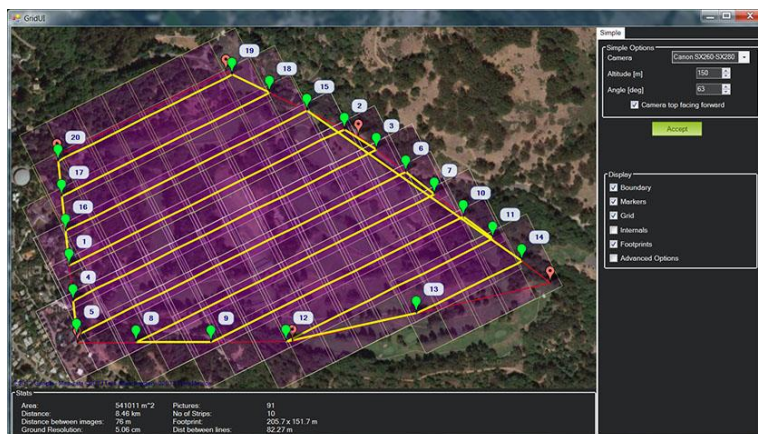 GridUI
19
18
15
2
3
20
6
7
17
10
16
11
1
14
4
13
5
8
9
12
Simple
Simple Options
Camera Canon SX260-SX280
Altitude [m] 150
Angle [deg] 63
Camera top facing forward
Accept
Display
Boundary
Markers
Grid
Internals
Footprints
Advanced Options
Stats
Area: 541011 m^2 Pictures: 91
Distance: 8.46 km No of Strips: 10
Distance between images: 76 m Footprint: 205.7 x 151.7 m
Ground Resolution: 5.06 cm Dist between lines: 82.27 m